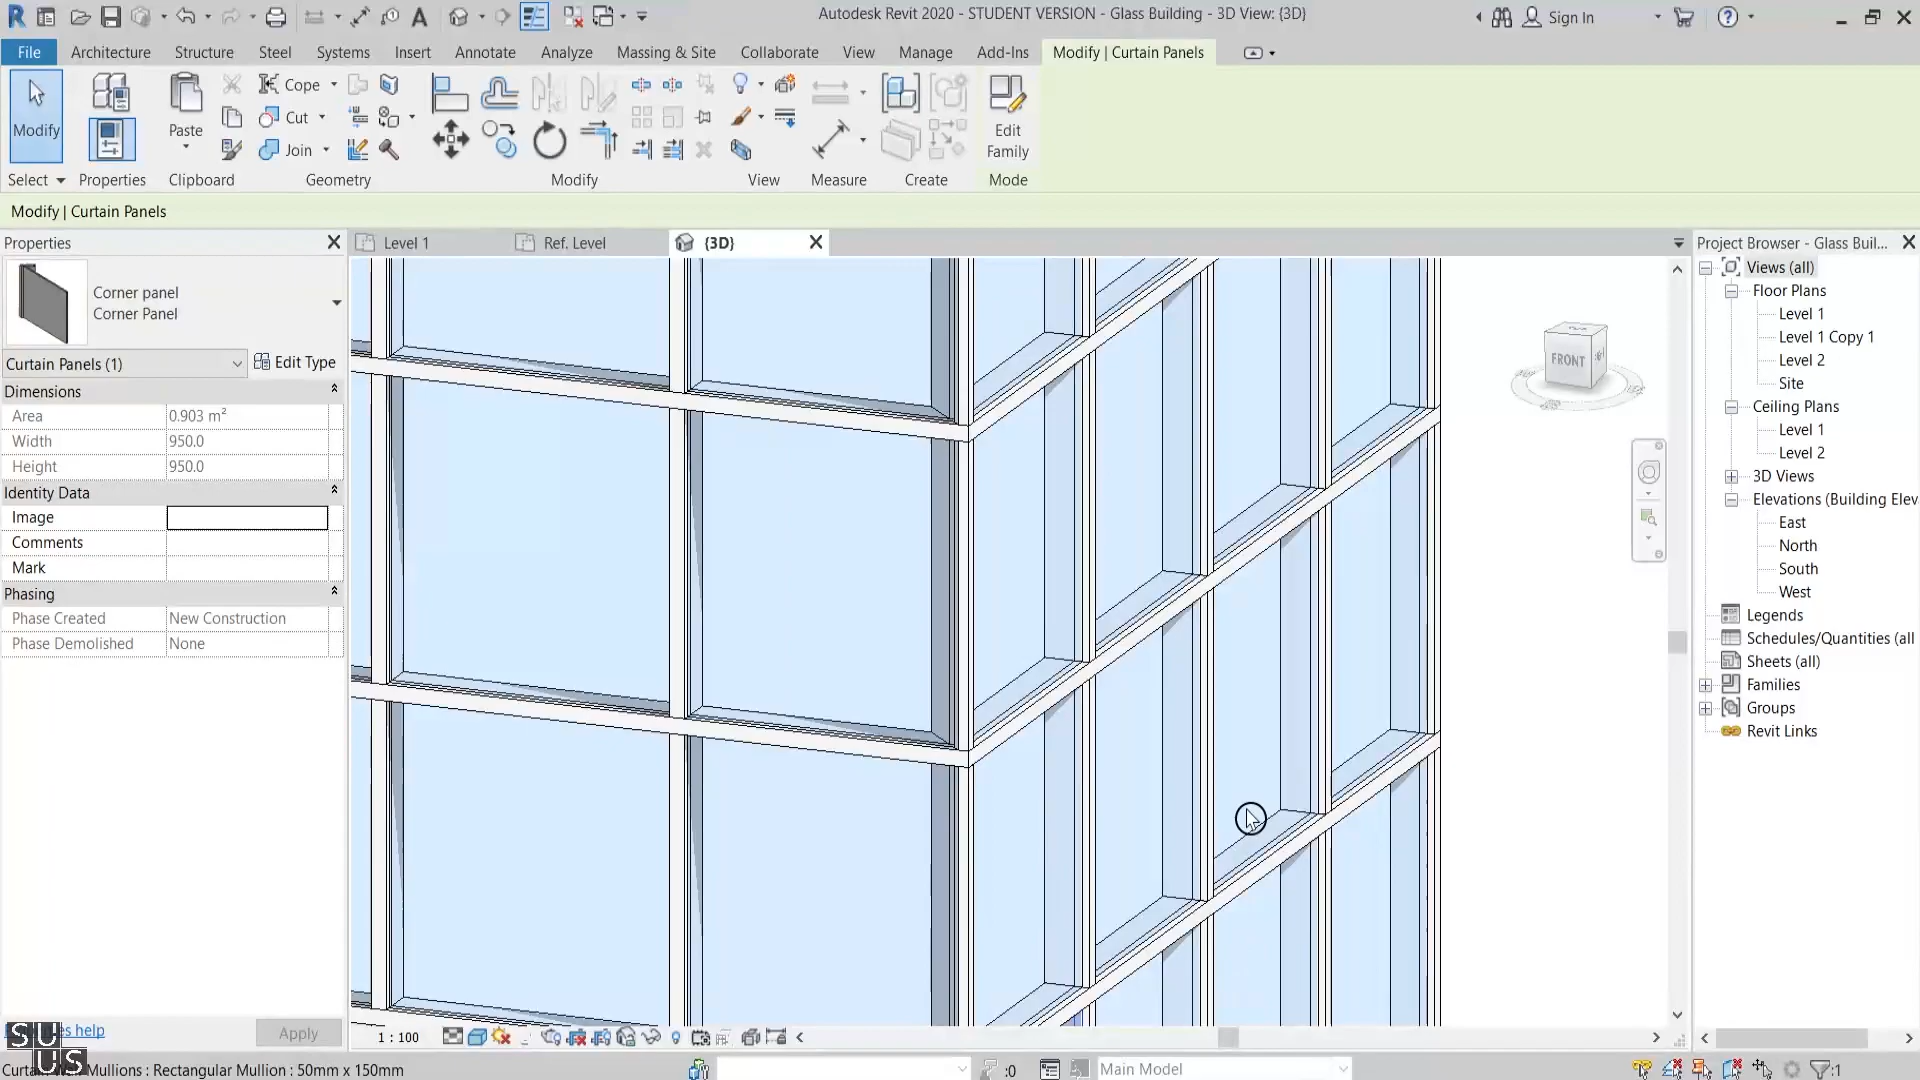 Autodesk Revit 2020 - STUDENT VERSION - Glass Building - 3D View: {3D}
Sign In
File Architecture Structure Steel Systems Insert Annotate Analyze Massing & Site Collaborate View Manage Add-Ins Modify | Curtain Panels
Modify
Paste
Cope
Cut
Join
Edit
Family
Select Properties Clipboard Geometry Modify View Measure Create Mode
Modify | Curtain Panels
Properties
Level 1
Ref. Level
{3D}
Project Browser - Glass Buil...
Corner panel
Corner Panel
Curtain Panels (1)
Edit Type
Dimensions
Area 0.903 m²
Width 950.0
Height 950.0
Identity Data
Image
Comments
Mark
Phasing
Phase Created New Construction
Phase Demolished None
FRONT
Views (all)
Floor Plans
Level 1
Level 1 Copy 1
Level 2
Site
Ceiling Plans
Level 1
Level 2
3D Views
Elevations (Building Elev
East
North
South
West
Legends
Schedules/Quantities (all
Sheets (all)
Families
Groups
Revit Links
help
Apply
SU
US
1 : 100
Mullions : Rectangular Mullion : 50mm x 150mm
:0
Main Model
:1